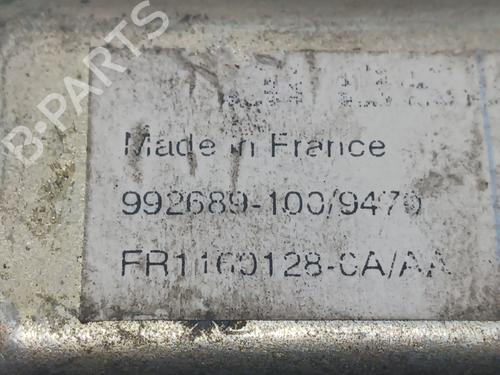 B-PARTS
Made in France
992689-100/9470
FR1160128-CA/AA